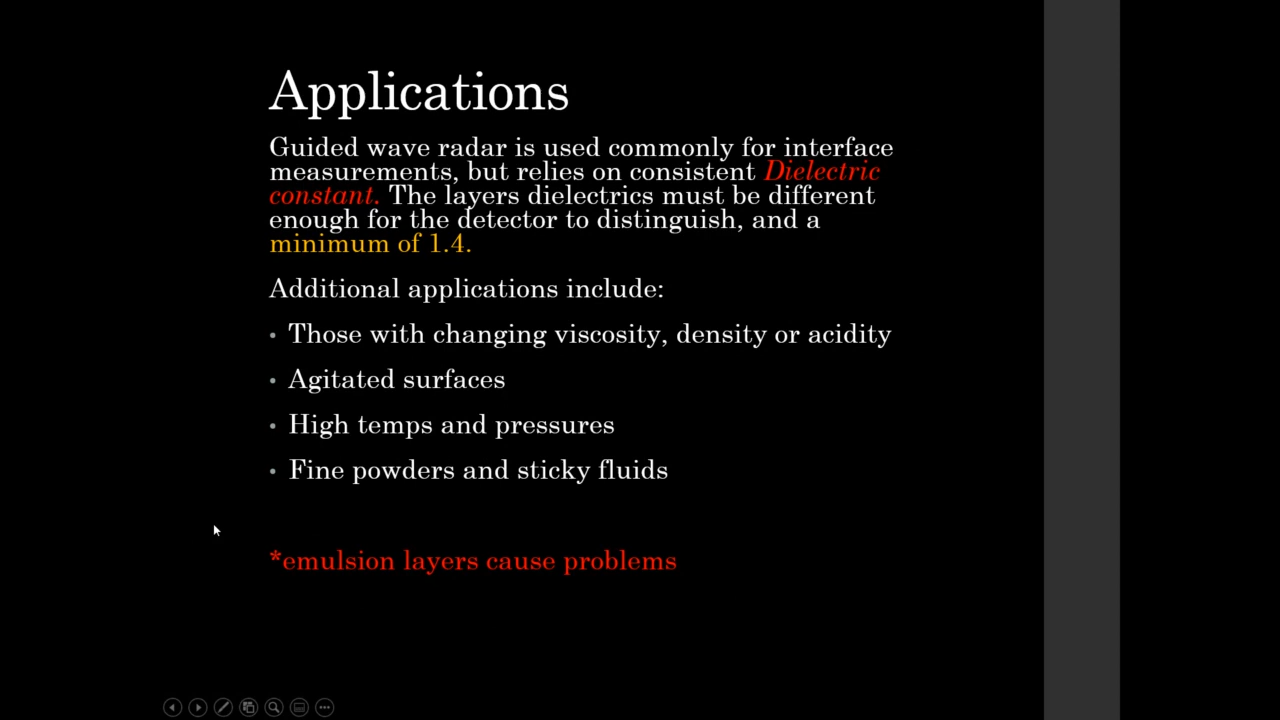 Applications
Guided wave radar is used commonly for interface
measurements, but relies on consistent Dielectric
constant. The layers dielectrics must be different
enough for the detector to distinguish, and a
minimum of 1.4.
Additional applications include:
• Those with changing viscosity, density or acidity
• Agitated surfaces
• High temps and pressures
• Fine powders and sticky fluids
*emulsion layers cause problems